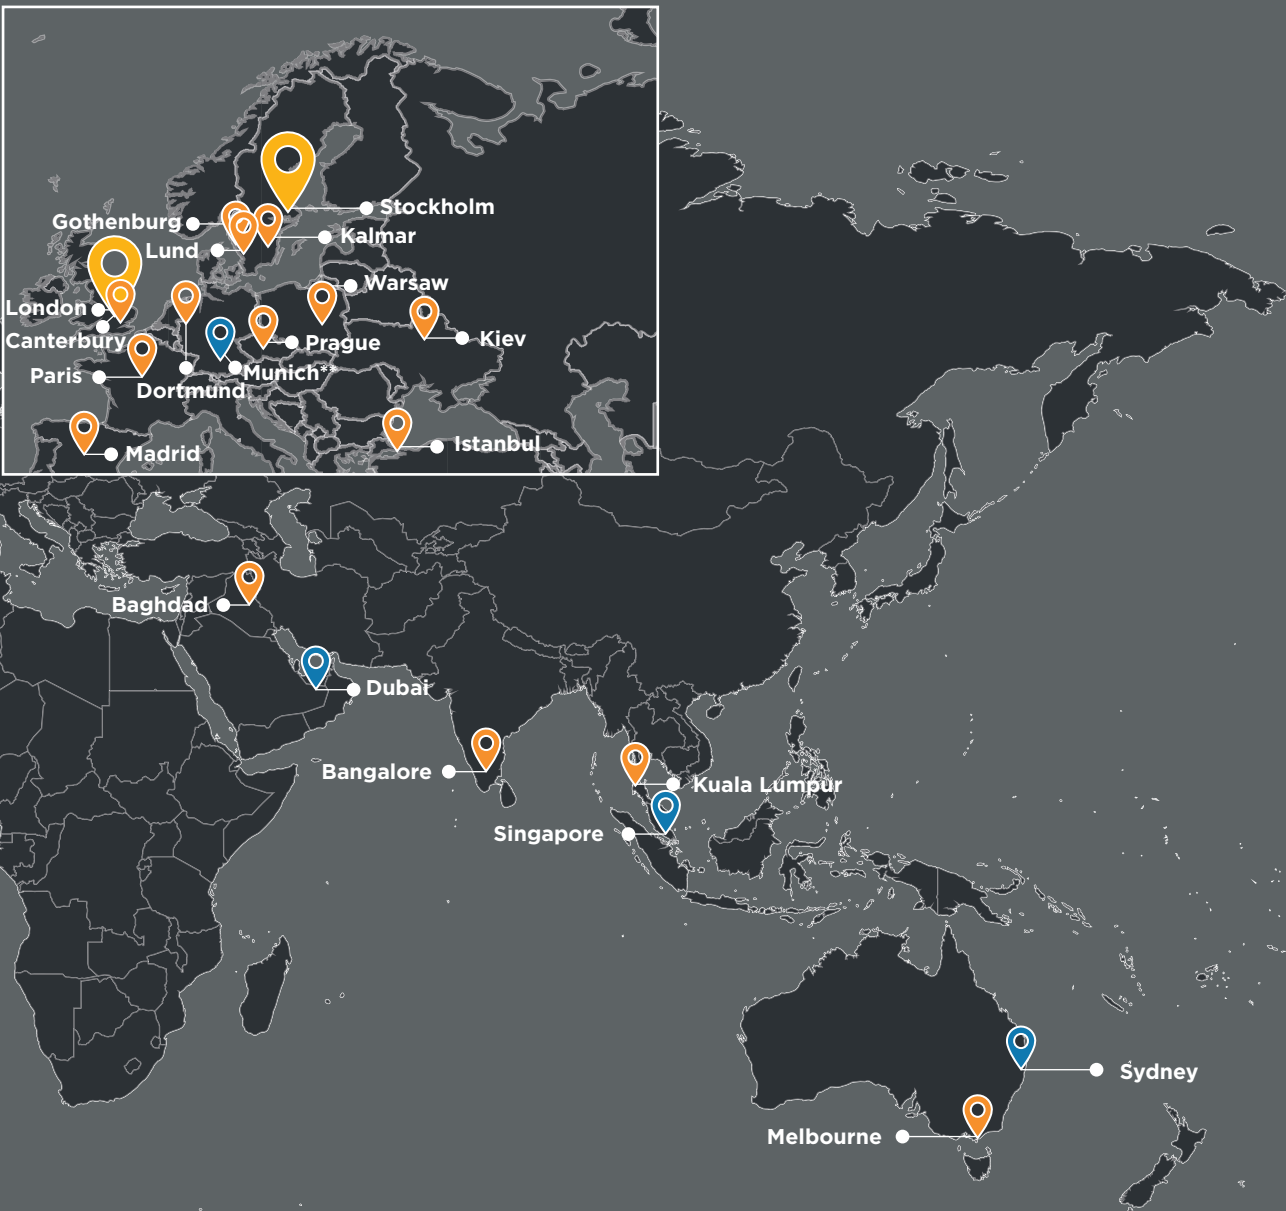 Stockholm
Gothenburg
Kalmar
Lund
Warsaw
London
Canterbury
Kiev
Prague
Munich**
Paris
Dortmund
Istanbul
Madrid
Baghdad
Dubai
Bangalore
Kuala Lumpur
Singapore
Sydney
Melbourne